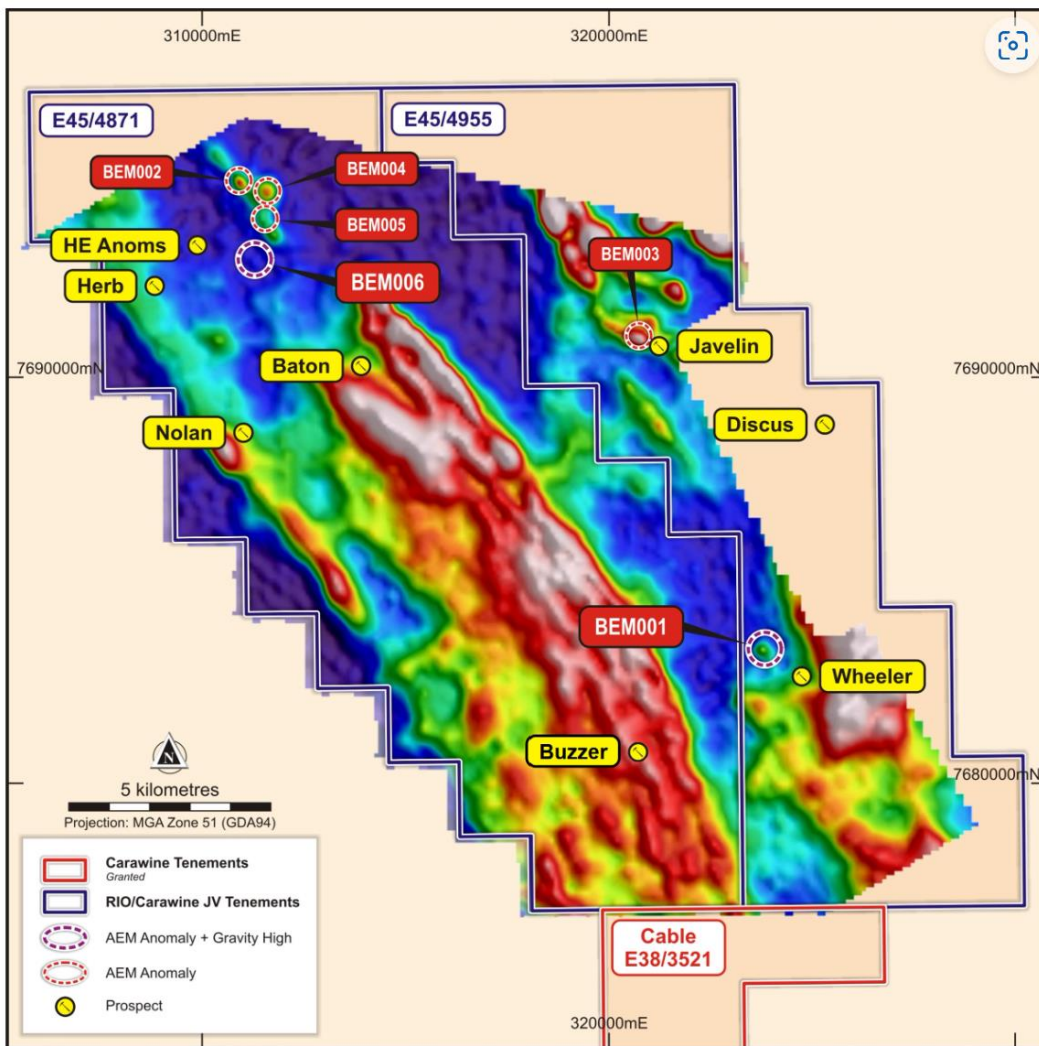 310000mE
320000mE
E45/4871
E45/4955
BEM002
BEM004
BEM005
BEM003
HE Anoms
BEM006
Herb
Javelin
Baton
7690000mN
7690000mN
Nolan
Discus
BEM001
Wheeler
Buzzer
N
7680000mN
5 kilometres
Projection: MGA Zone 51 (GDA94)
Carawine Tenements
Granted
RIO/Carawine JV Tenements
AEM Anomaly + Gravity High
AEM Anomaly
Prospect
Cable
E38/3521
320000mE